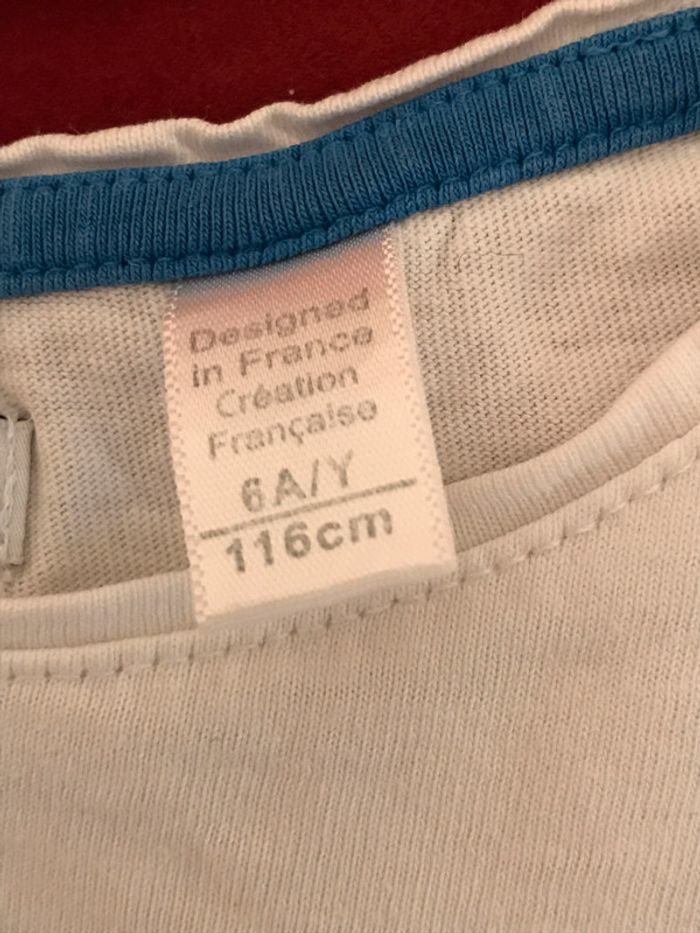 Designed
in France
Création
Française
6A/Y
116cm